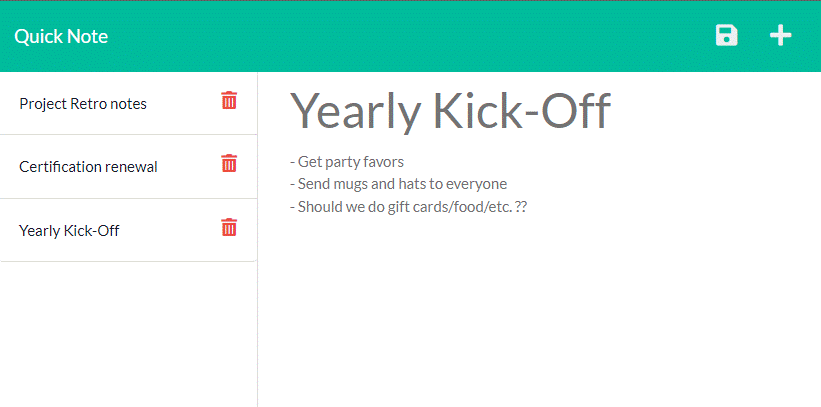 Quick Note
Project Retro notes
Certification renewal
Yearly Kick-Off
Yearly Kick-Off
- Get party favors
- Send mugs and hats to everyone
- Should we do gift cards/food/etc. ??